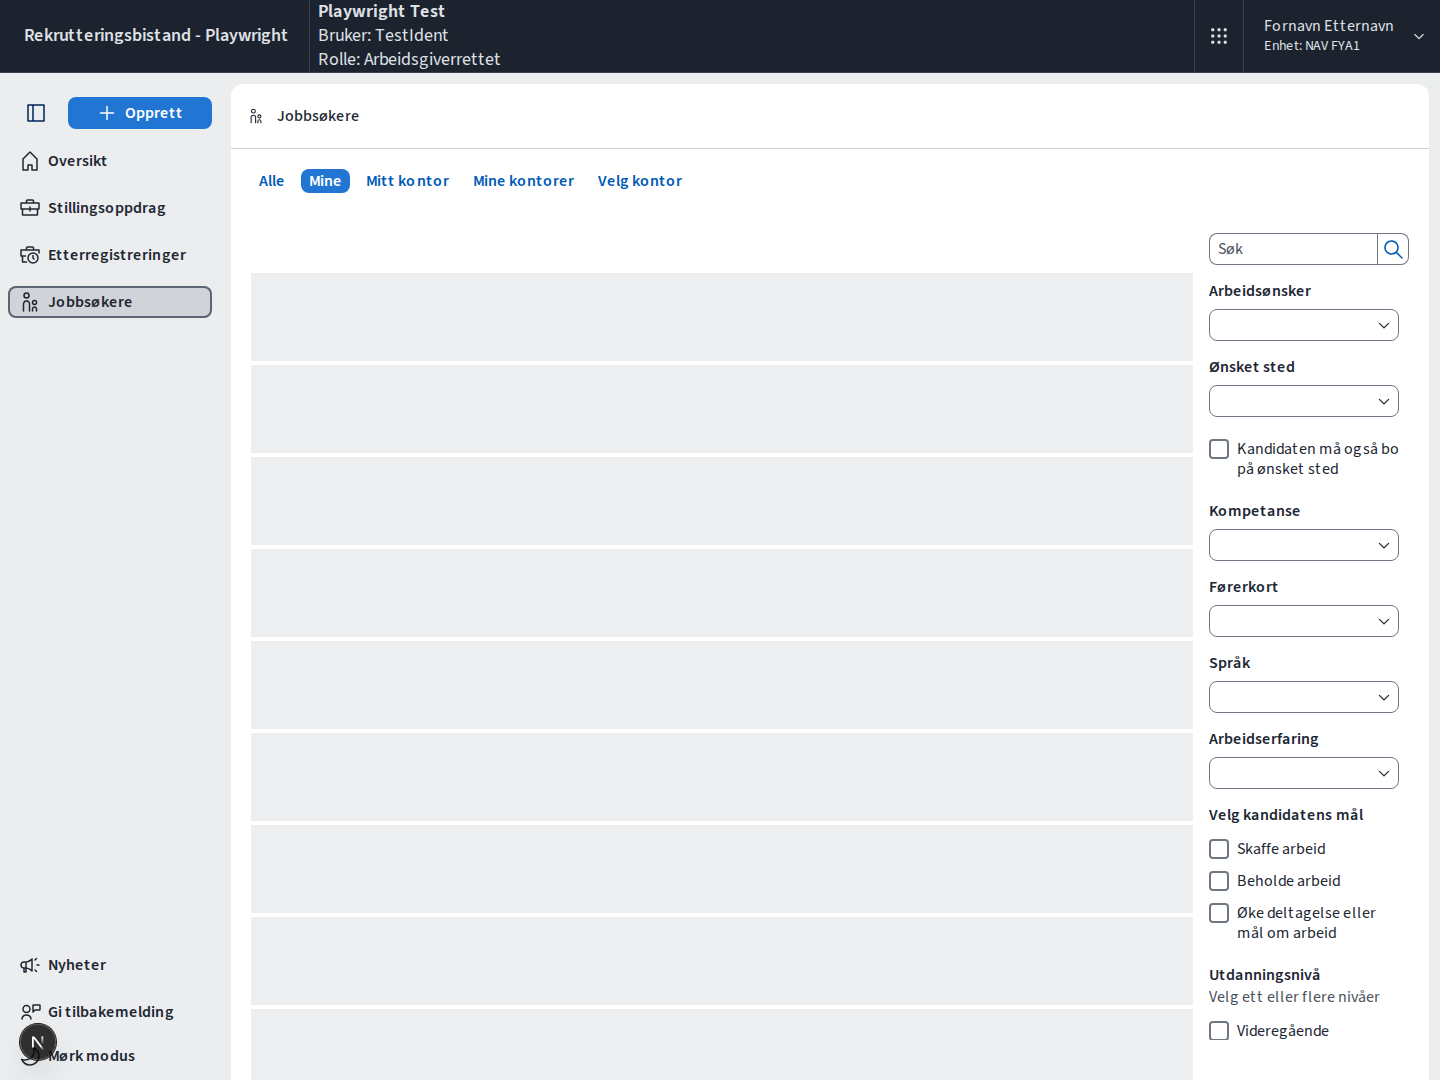 Rekrutteringsbistand - Playwright
Playwright Test
Bruker: TestIdent
Rolle: Arbeidsgiverrettet
Fornavn Etternavn
Enhet: NAV FYA1
Opprett
Oversikt
Stillingsoppdrag
Etterregistreringer
Jobbsøkere
Nyheter
Gi tilbakemelding
Mørk modus
N
Jobbsøkere
Alle
Mine
Mitt kontor
Mine kontorer
Velg kontor
Søk
Arbeidsønsker
Ønsket sted
Kandidaten må også bo
på ønsket sted
Kompetanse
Førerkort
Språk
Arbeidserfaring
Velg kandidatens mål
Skaffe arbeid
Beholde arbeid
Øke deltagelse eller
mål om arbeid
Utdanningsnivå
Velg ett eller flere nivåer
Videregående